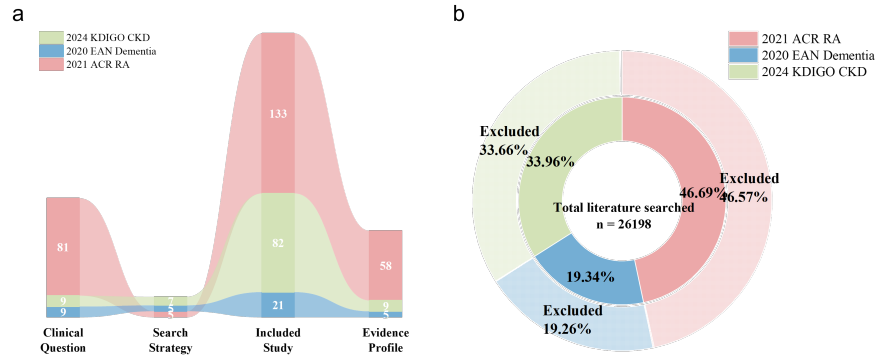 a
2024 KDIGO CKD
2020 EAN Dementia
2021 ACR RA
133
81
82
58
9
9
7
5
5
21
9
5
Clinical
Question
Search
Strategy
Included
Study
Evidence
Profile
b
2021 ACR RA
2020 EAN Dementia
2024 KDIGO CKD
Excluded
33.66%
33.96%
46.69%
Excluded
46.57%
Total literature searched
n = 26198
19.34%
Excluded
19.26%